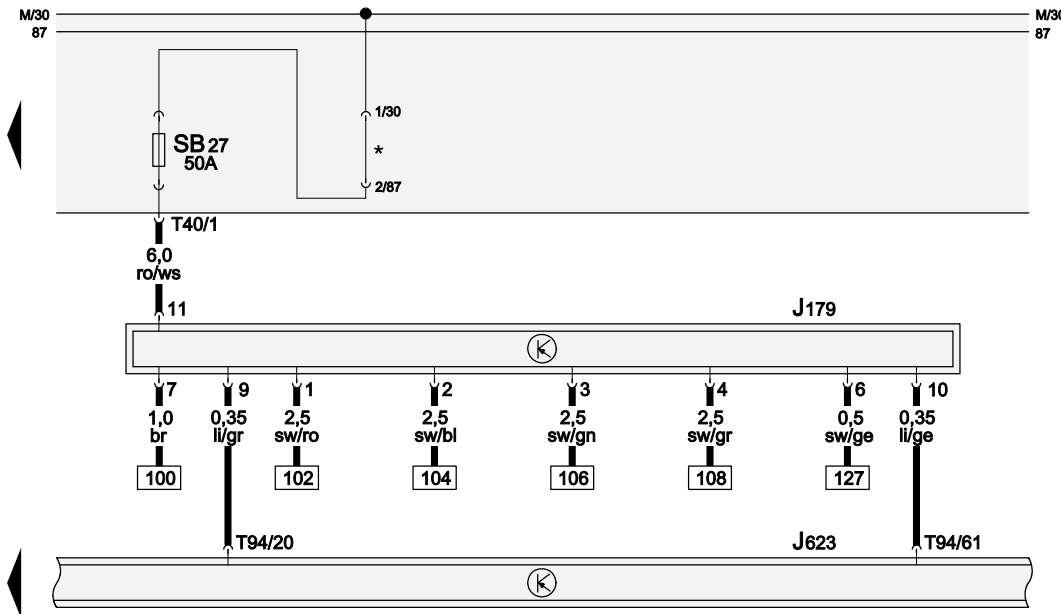 M/30 M/30
87 87
1/30
SB27
50A
*
2/87
T40/1
6,0
ro/ws
11 J179
7 9 1 2 3 4 6 10
1,0 0,35 2,5 2,5 2,5 2,5 0,5 0,35
br li/gr sw/ro sw/bl sw/gn sw/gr sw/ge li/ge
100 102 104 106 108 127
T94/20 J623 T94/61